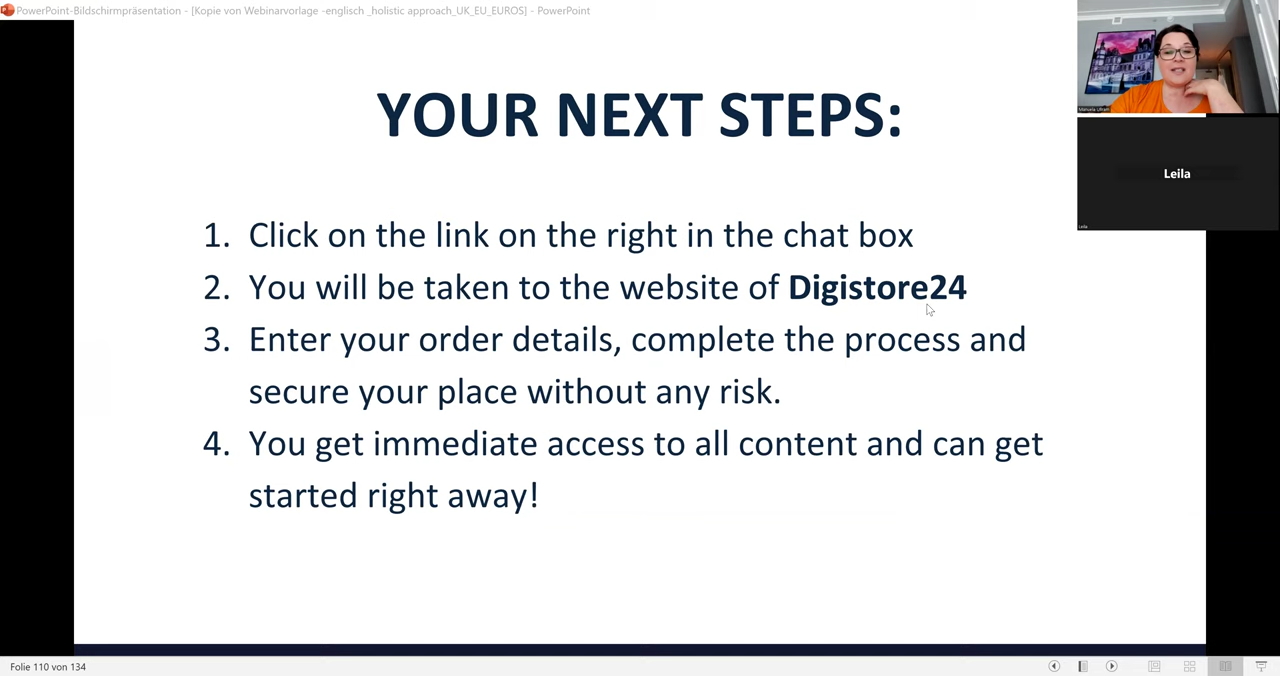 PowerPoint-Bildschirmpräsentation - [Kopie von Webinarvorlage -englisch _holistic approach_UK_EU_EUROS] - PowerPoint
YOUR NEXT STEPS:
1. Click on the link on the right in the chat box
2. You will be taken to the website of Digistore24
3. Enter your order details, complete the process and
secure your place without any risk.
4. You get immediate access to all content and can get
started right away!
Leila
Leila
Folie 110 von 134